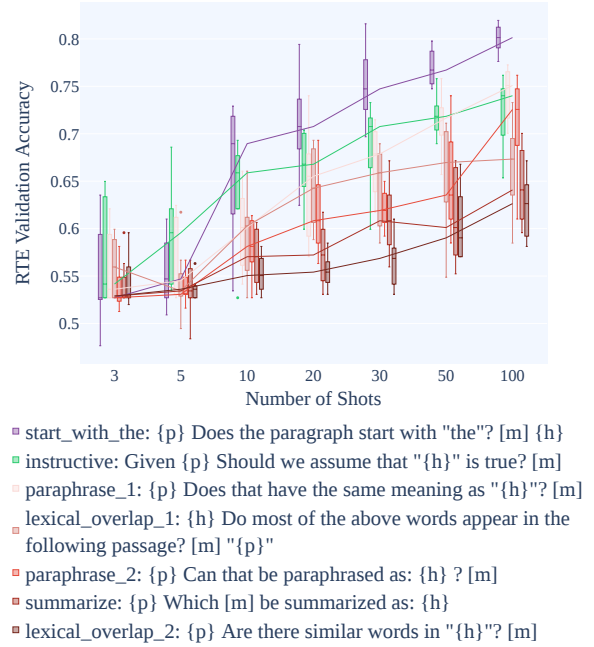 0.8
0.75
0.7
0.65
0.6
0.55
0.5
RTE Validation Accuracy
3 5 10 20 30 50 100
Number of Shots
start_with_the: {p} Does the paragraph start with "the"? [m] {h}
instructive: Given {p} Should we assume that "{h}" is true? [m]
paraphrase_1: {p} Does that have the same meaning as "{h}"? [m]
lexical_overlap_1: {h} Do most of the above words appear in the
following passage? [m] "{p}"
paraphrase_2: {p} Can that be paraphrased as: {h} ? [m]
summarize: {p} Which [m] be summarized as: {h}
lexical_overlap_2: {p} Are there similar words in "{h}"? [m]